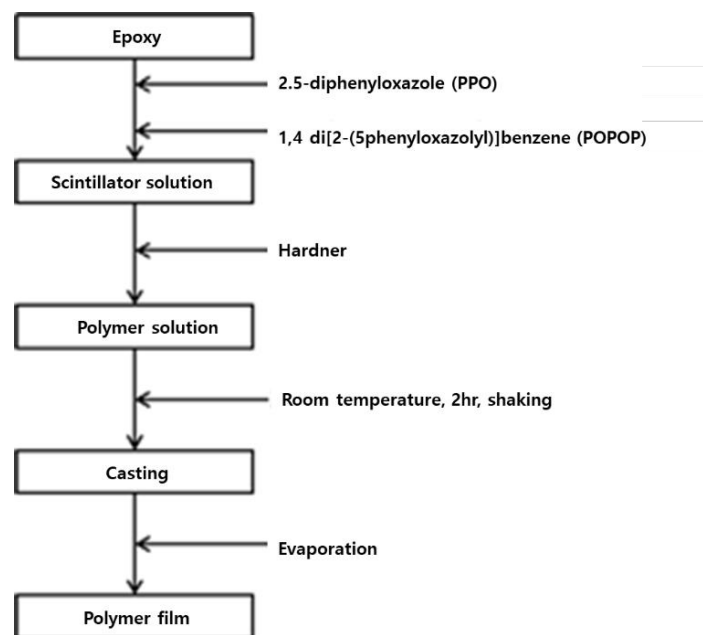 Epoxy
2.5-diphenyloxazole (PPO)
1,4 di[2-(5phenyloxazolyl)]benzene (POPOP)
Scintillator solution
Hardner
Polymer solution
Room temperature, 2hr, shaking
Casting
Evaporation
Polymer film